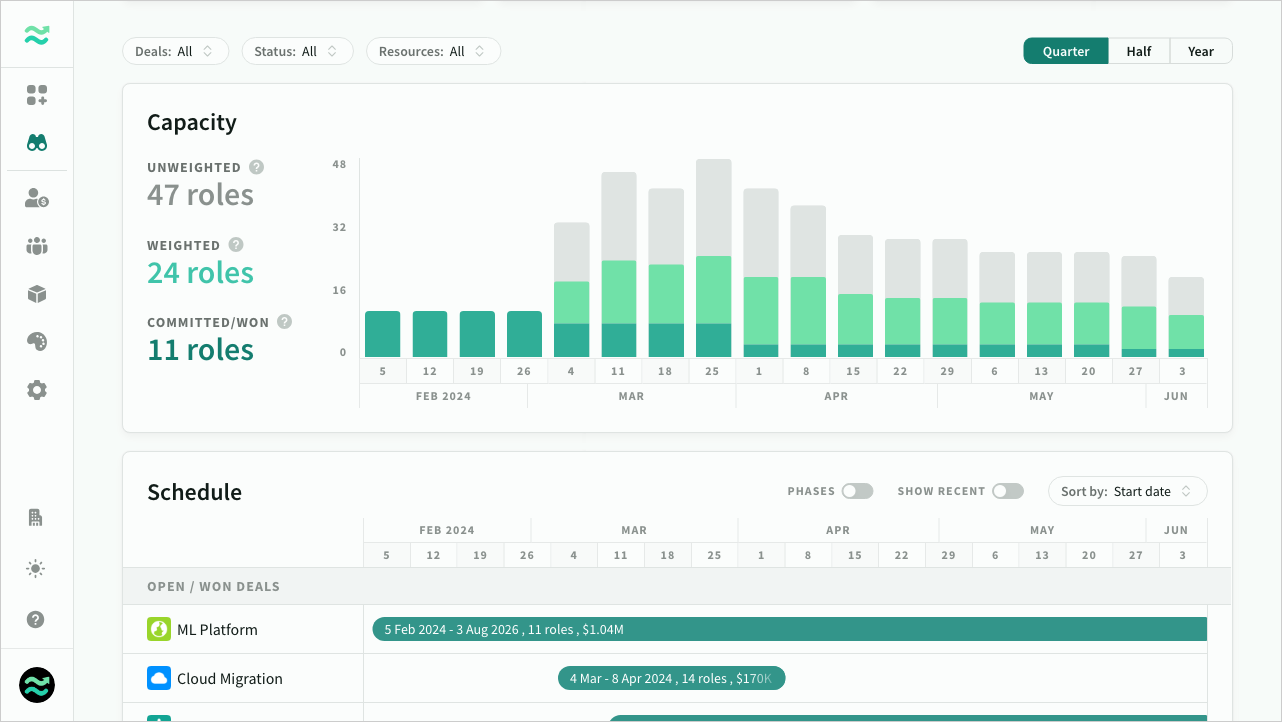 Deals: All Status: All Resources: All Quarter Half Year
Capacity
UNWEIGHTED ?
47 roles
WEIGHTED ?
24 roles
COMMITTED/WON ?
11 roles
48
32
16
0
5 12 19 26 4 11 18 25 1 8 15 22 29 6 13 20 27 3
FEB 2024 MAR APR MAY JUN
Schedule
PHASES SHOW RECENT Sort by: Start date
FEB 2024 MAR APR MAY JUN
5 12 19 26 4 11 18 25 1 8 15 22 29 6 13 20 27 3
OPEN / WON DEALS
ML Platform 5 Feb 2024 - 3 Aug 2026 , 11 roles , $1.04M
Cloud Migration 4 Mar - 8 Apr 2024 , 14 roles , $170K